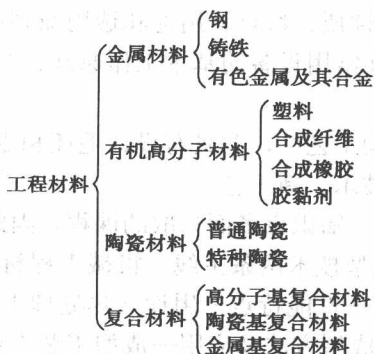 钢
金属材料
铸铁
有色金属及其合金
塑料
有机高分子材料
合成纤维
工程材料
合成橡胶
胶黏剂
陶瓷材料
普通陶瓷
特种陶瓷
高分子基复合材料
复合材料
陶瓷基复合材料
金属基复合材料